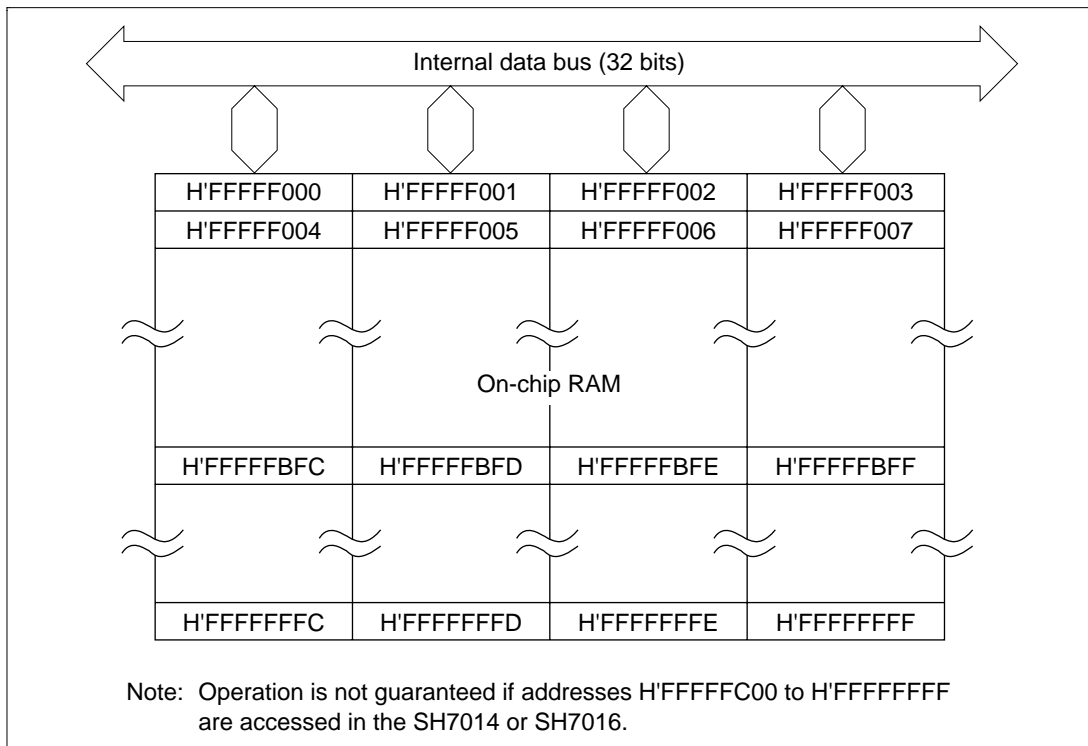 Internal data bus (32 bits)
H'FFFFF000 H'FFFFF001 H'FFFFF002 H'FFFFF003
H'FFFFF004 H'FFFFF005 H'FFFFF006 H'FFFFF007
On-chip RAM
H'FFFFFBFC H'FFFFFBFD H'FFFFFBFE H'FFFFFBFF
H'FFFFFFFC H'FFFFFFFD H'FFFFFFFE H'FFFFFFFF
Note: Operation is not guaranteed if addresses H'FFFFFC00 to H'FFFFFFFF
are accessed in the SH7014 or SH7016.